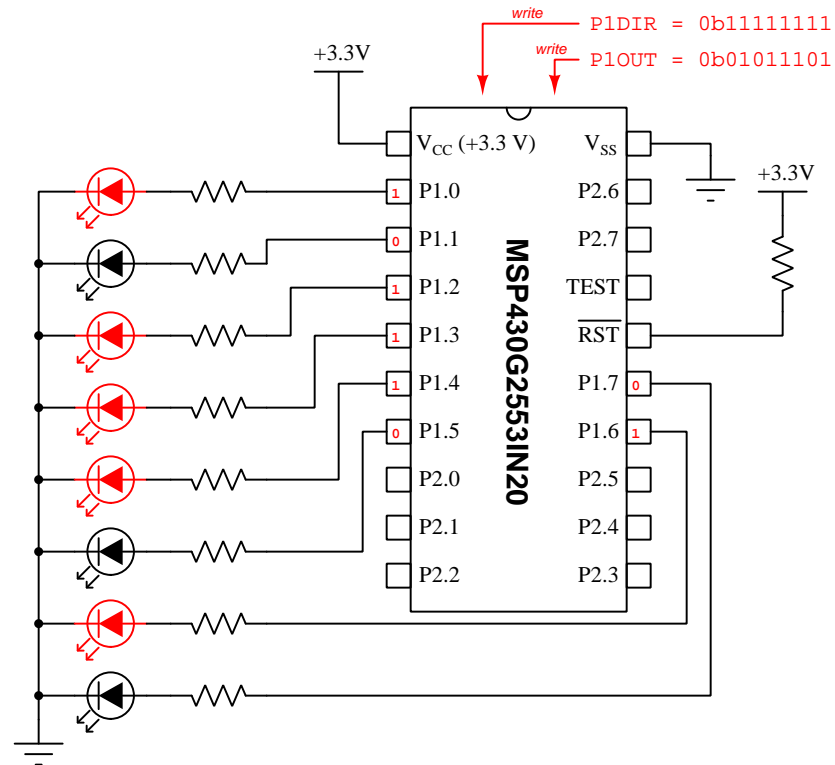 write P1DIR = 0b11111111
write P1OUT = 0b01011101
+3.3V
VCC (+3.3 V) VSS
+3.3V
1 P1.0 P2.6
0 P1.1 P2.7
1 P1.2 TEST
1 P1.3 RST
1 P1.4 P1.7 0
0 P1.5 P1.6 1
P2.0 P2.5
P2.1 P2.4
P2.2 P2.3
MSP430G2553IN20